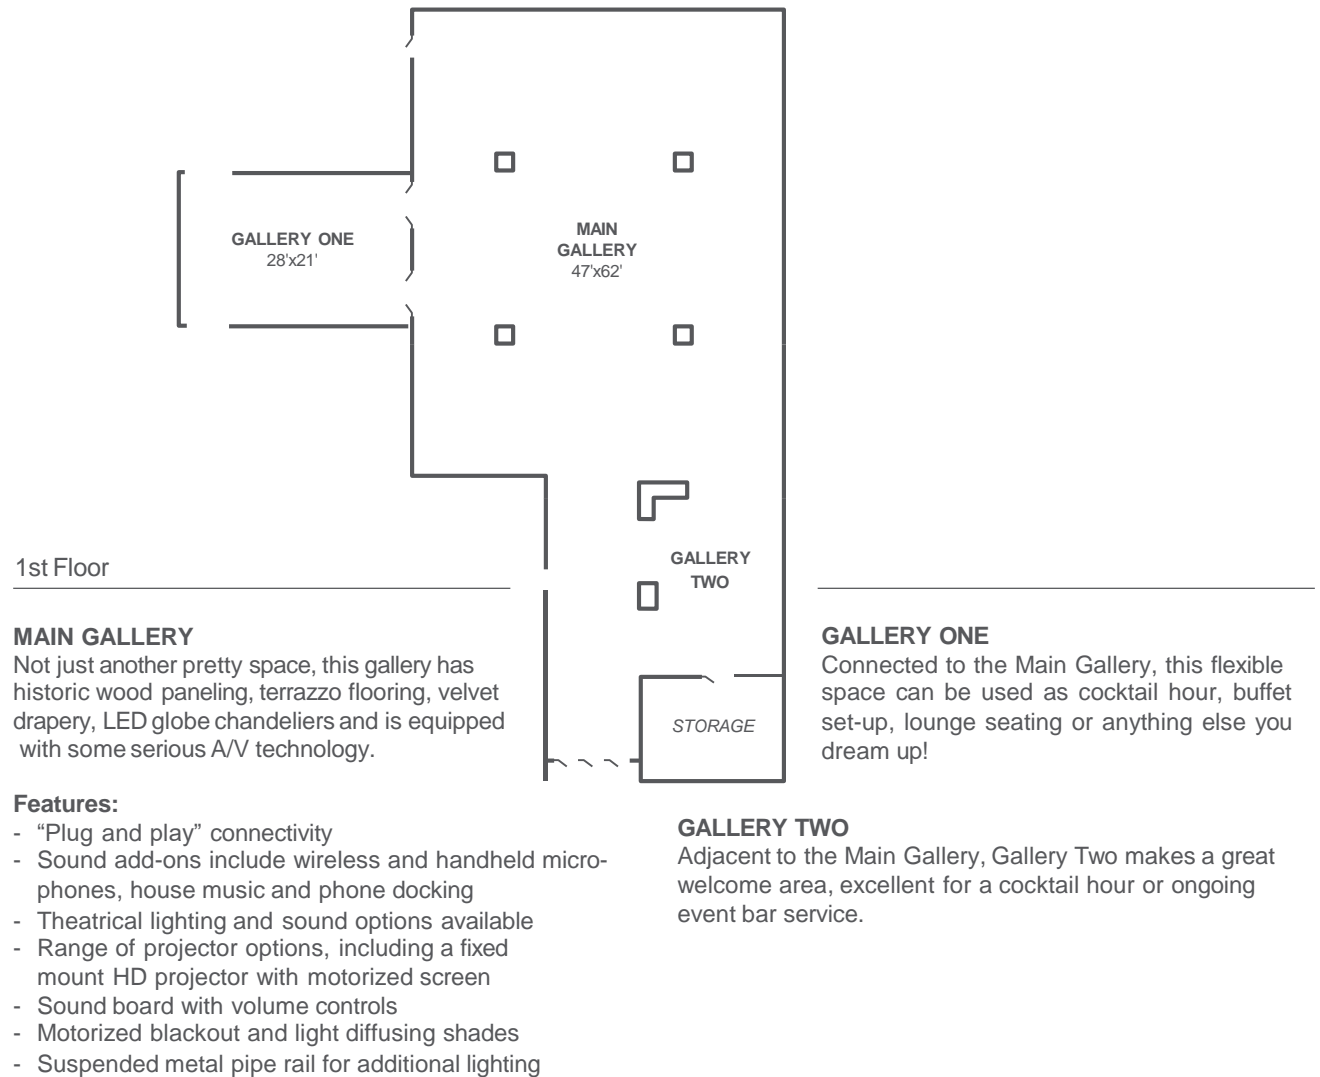 GALLERY ONE
28'x21'
MAIN
GALLERY
47'x62'
GALLERY
TWO
STORAGE
1st Floor
MAIN GALLERY
Not just another pretty space, this gallery has
historic wood paneling, terrazzo flooring, velvet
drapery, LED globe chandeliers and is equipped
with some serious A/V technology.
Features:
- “Plug and play” connectivity
- Sound add-ons include wireless and handheld micro-
phones, house music and phone docking
- Theatrical lighting and sound options available
- Range of projector options, including a fixed
mount HD projector with motorized screen
- Sound board with volume controls
- Motorized blackout and light diffusing shades
- Suspended metal pipe rail for additional lighting
GALLERY ONE
Connected to the Main Gallery, this flexible
space can be used as cocktail hour, buffet
set-up, lounge seating or anything else you
dream up!
GALLERY TWO
Adjacent to the Main Gallery, Gallery Two makes a great
welcome area, excellent for a cocktail hour or ongoing
event bar service.